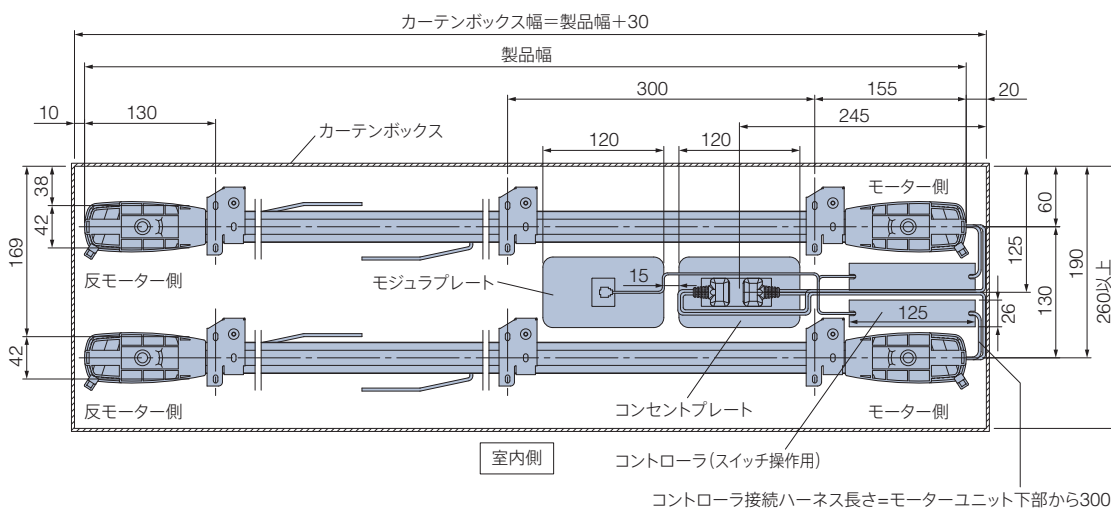 カーテンボックス幅=製品幅+30
製品幅
300
155
20
10
130
245
カーテンボックス
120
120
38
モーター側
60
42
169
反モーター側
モジュラプレート
15
125
190
130
260以上
125
26
42
反モーター側
コンセントプレート
モーター側
室内側
コントローラ(スイッチ操作用)
コントローラ接続ハーネス長さ=モーターユニット下部から300